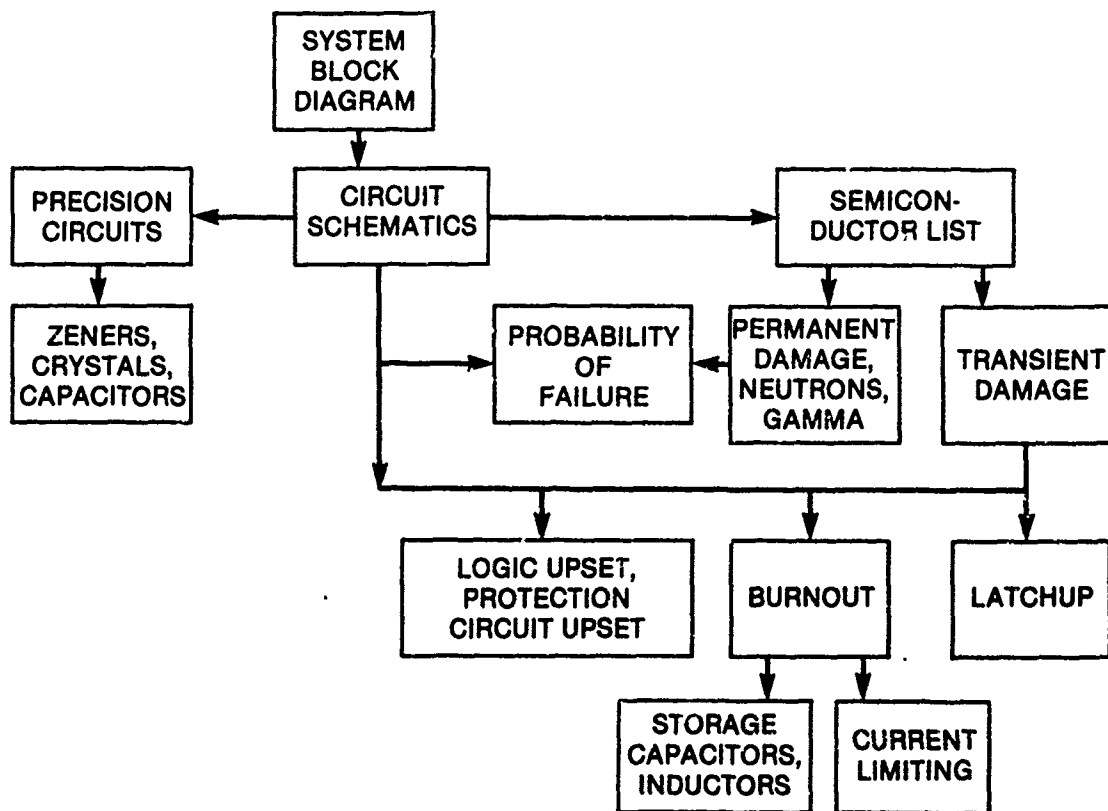 SYSTEM
BLOCK
DIAGRAM
PRECISION
CIRCUITS
CIRCUIT
SCHEMATICS
SEMICON-
DUCTOR LIST
ZENERS,
CRYSTALS,
CAPACITORS
PROBABILITY
OF
FAILURE
PERMANENT
DAMAGE,
NEUTRONS,
GAMMA
TRANSIENT
DAMAGE
LOGIC UPSET,
PROTECTION
CIRCUIT UPSET
BURNOUT
LATCHUP
STORAGE
CAPACITORS,
INDUCTORS
CURRENT
LIMITING